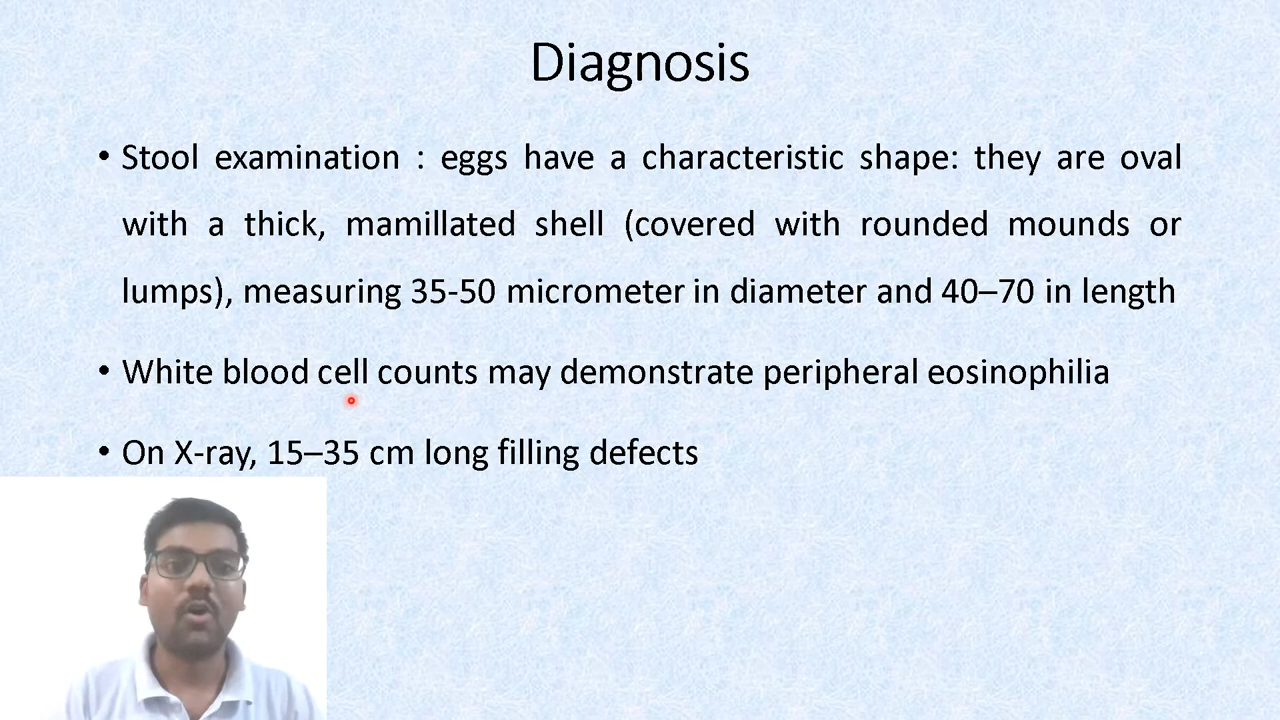 Diagnosis
• Stool examination : eggs have a characteristic shape: they are oval
with a thick, mamillated shell (covered with rounded mounds or
lumps), measuring 35-50 micrometer in diameter and 40–70 in length
• White blood cell counts may demonstrate peripheral eosinophilia
• On X-ray, 15–35 cm long filling defects